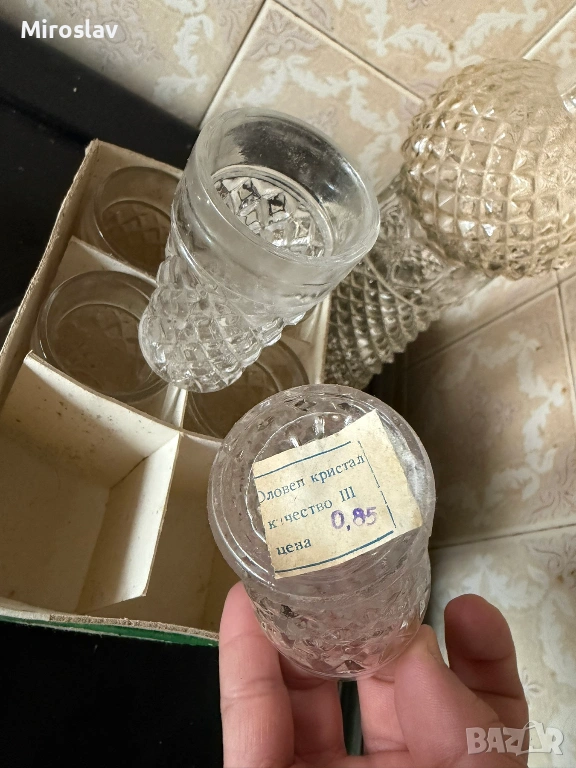 Miroslav
Оловен кристал
качество III
цена 0,85
BAZAR